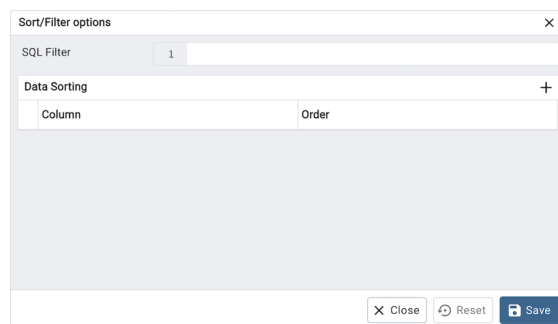 Sort/Filter options
SQL Filter 1
Data Sorting
Column Order
Close Reset Save